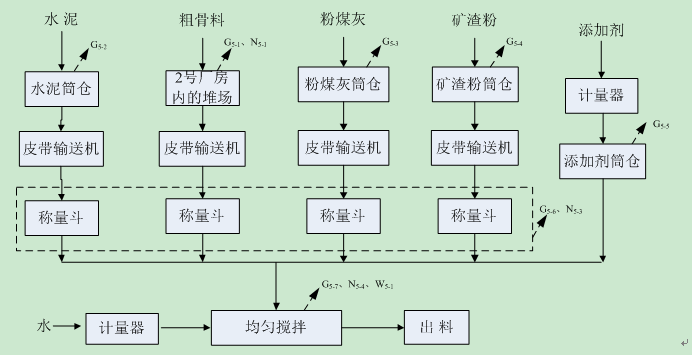 水 泥
粗骨料
粉煤灰
矿渣粉
添加剂
G5-2
G5-1、N5-1
G5-3
G5-4
水泥筒仓
2号厂房
内的堆场
粉煤灰筒仓
矿渣粉筒仓
计量器
G5-5
皮带输送机
皮带输送机
皮带输送机
皮带输送机
添加剂筒仓
称量斗
称量斗
称量斗
称量斗
G5-6、N5-3
G5-7、N5-4、W5-1
水
计量器
均匀搅拌
出 料